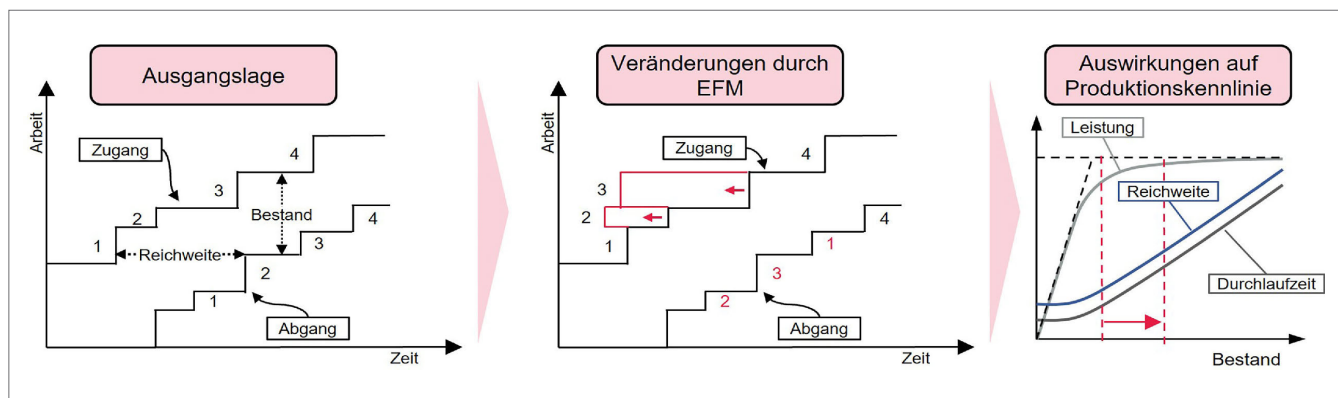 Ausgangslage
Arbeit
Zugang
1
2
3
4
Bestand
Reichweite
1
2
3
4
Abgang
Zeit
Veränderungen durch
EFM
Arbeit
Zugang
1
2
3
4
2
3
1
4
Abgang
Zeit
Auswirkungen auf
Produktionskennlinie
Leistung
Reichweite
Durchlaufzeit
Bestand